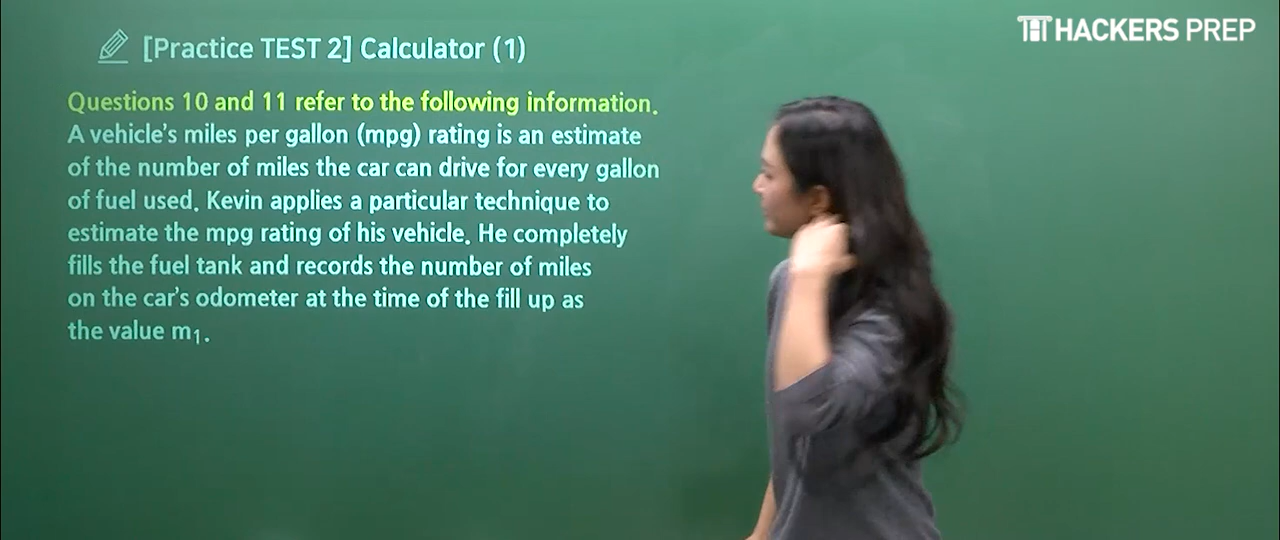 [Practice TEST 2] Calculator (1)
HACKERS PREP
Questions 10 and 11 refer to the following information.
A vehicle's miles per gallon (mpg) rating is an estimate
of the number of miles the car can drive for every gallon
of fuel used. Kevin applies a particular technique to
estimate the mpg rating of his vehicle. He completely
fills the fuel tank and records the number of miles
on the car's odometer at the time of the fill up as
the value m₁.